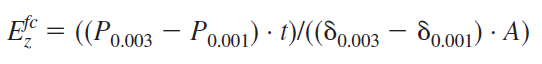 E_z^{fc} = ((P_{0.003} − P_{0.001}) · t)/((δ_{0.003} − δ_{0.001}) · A)